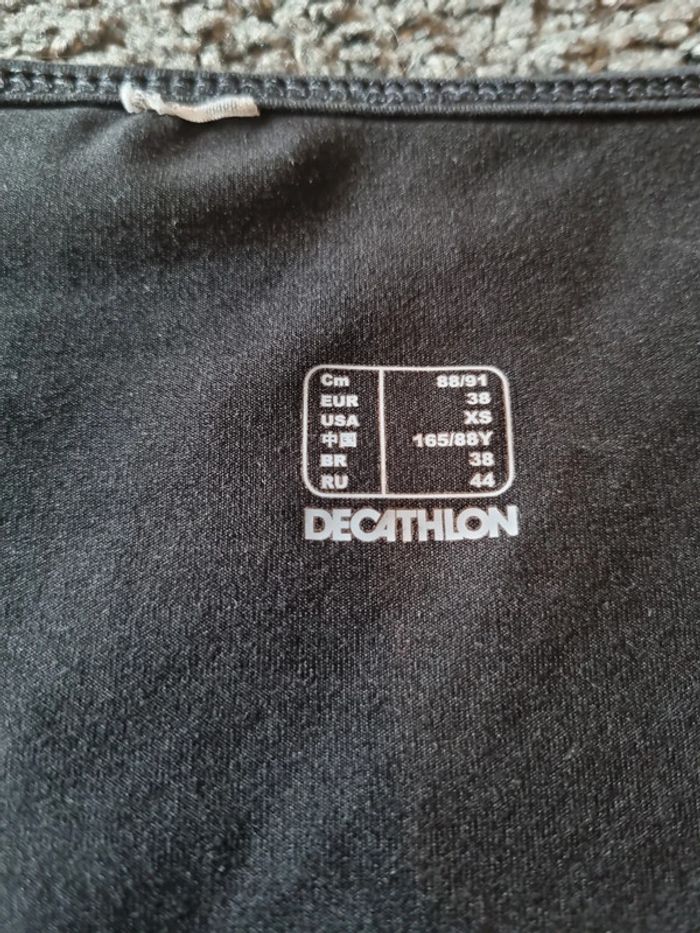 Cm 88/91
EUR 38
USA XS
中国 165/88Y
BR 38
RU 44
DECATHLON